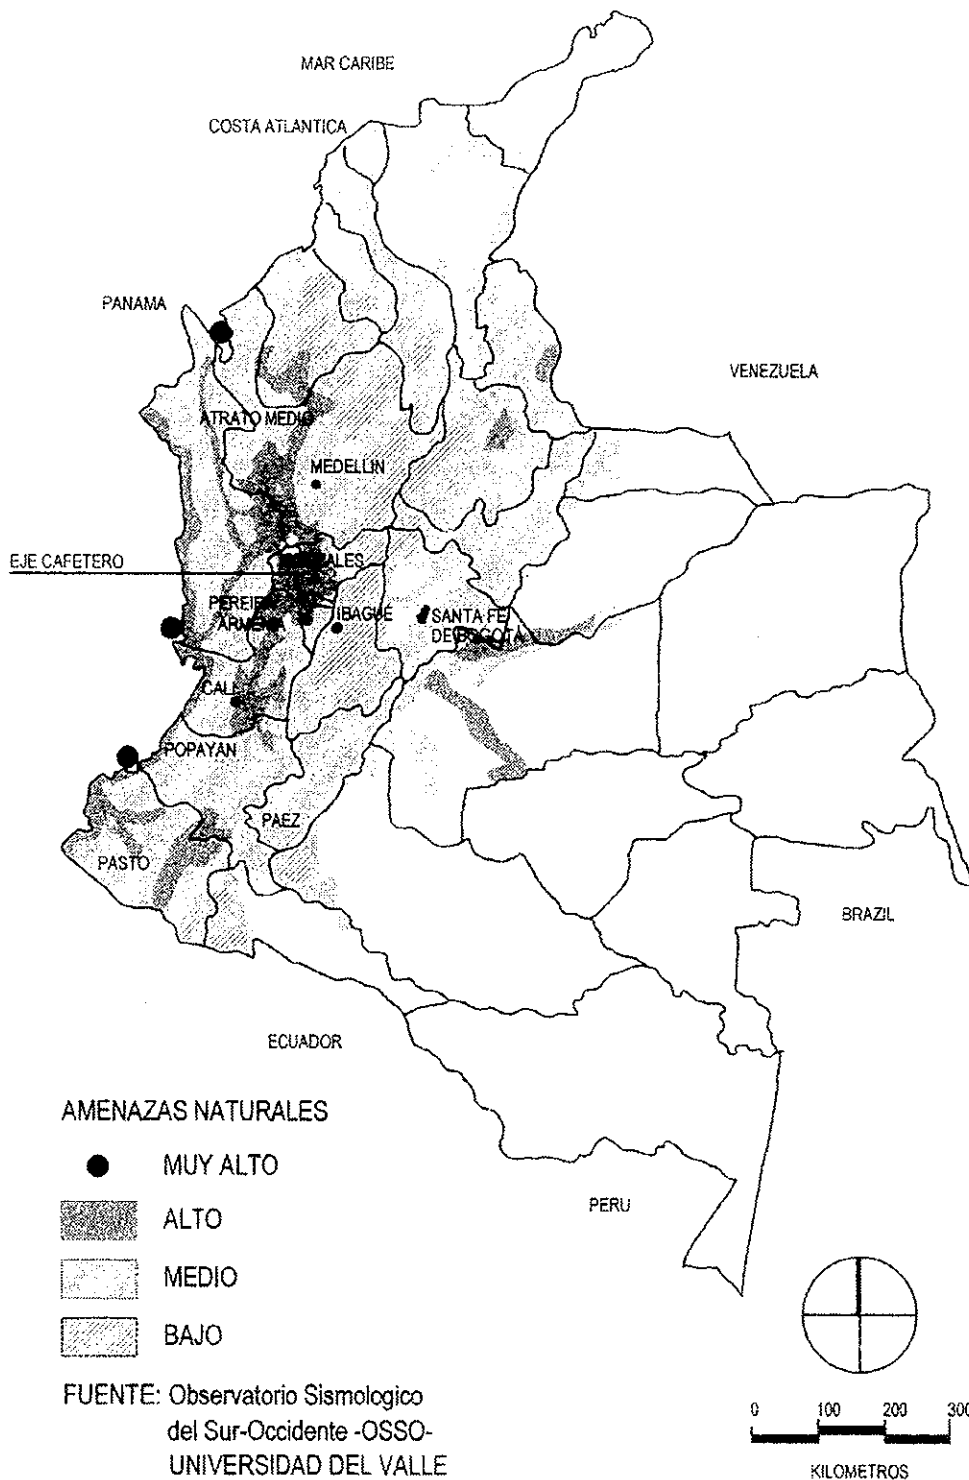 MAR CARIBE
COSTA ATLANTICA
PANAMA
VENEZUELA
ATRATO MEDIO
MEDELLIN
EJE CAFETERO
PEREIRA
IBAGUE
ARMENIA
SANTA FE
DE BOGOTÁ
CALI
POPAYAN
PAEZ
PASTO
BRAZIL
ECUADOR
PERU
AMENAZAS NATURALES
MUY ALTO
ALTO
MEDIO
BAJO
FUENTE: Observatorio Sismologico
del Sur-Occidente -OSSO-
UNIVERSIDAD DEL VALLE
0 100 200 300
KILOMETROS